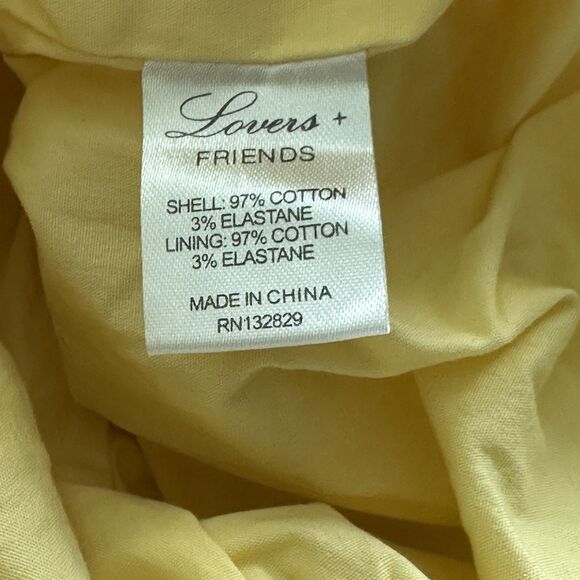 Lovers +
FRIENDS
SHELL: 97% COTTON
3% ELASTANE
LINING: 97% COTTON
3% ELASTANE
MADE IN CHINA
RN132829